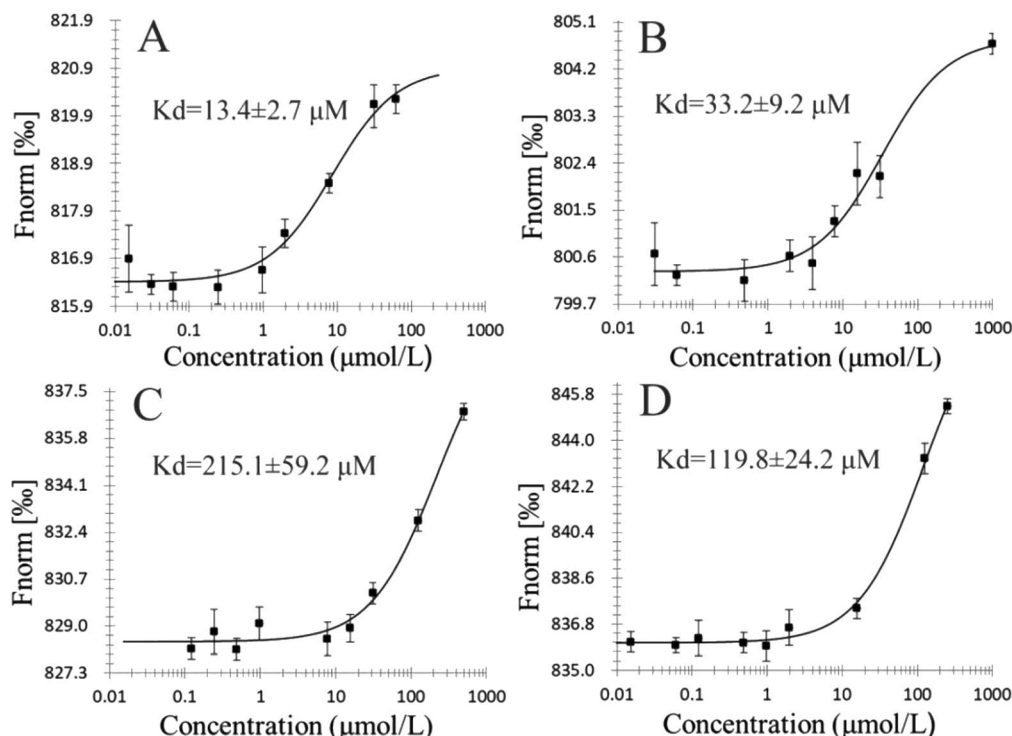 A
Kd=13.4±2.7 μM
Fnorm [‰]
821.9
820.9
819.9
818.9
817.9
816.9
815.9
0.01 0.1 1 10 100 1000
Concentration (μmol/L)
B
Kd=33.2±9.2 μM
Fnorm [‰]
805.1
804.2
803.3
802.4
801.5
800.6
799.7
0.01 0.1 1 10 100 1000
Concentration (μmol/L)
C
Kd=215.1±59.2 μM
Fnorm [‰]
837.5
835.8
834.1
832.4
830.7
829.0
827.3
0.01 0.1 1 10 100 1000
Concentration (μmol/L)
D
Kd=119.8±24.2 μM
Fnorm [‰]
845.8
844.0
842.2
840.4
838.6
836.8
835.0
0.01 0.1 1 10 100 1000
Concentration (μmol/L)